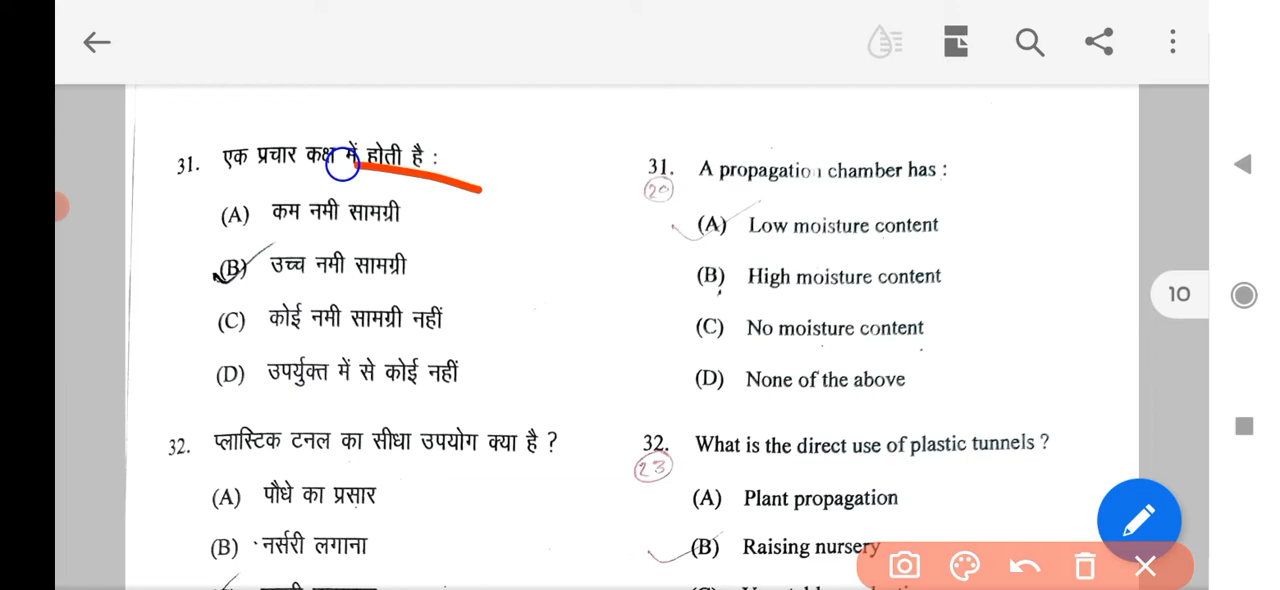 31. एक प्रचार कक्ष में होती है :
(A) कम नमी सामग्री
(B) उच्च नमी सामग्री
(C) कोई नमी सामग्री नहीं
(D) उपर्युक्त में से कोई नहीं
32. प्लास्टिक टनल का सीधा उपयोग क्या है ?
(A) पौधे का प्रसार
(B) नर्सरी लगाना
31. A propagation chamber has :
20
(A) Low moisture content
(B) High moisture content
(C) No moisture content
(D) None of the above
32. What is the direct use of plastic tunnels ?
23
(A) Plant propagation
(B) Raising nursery
10